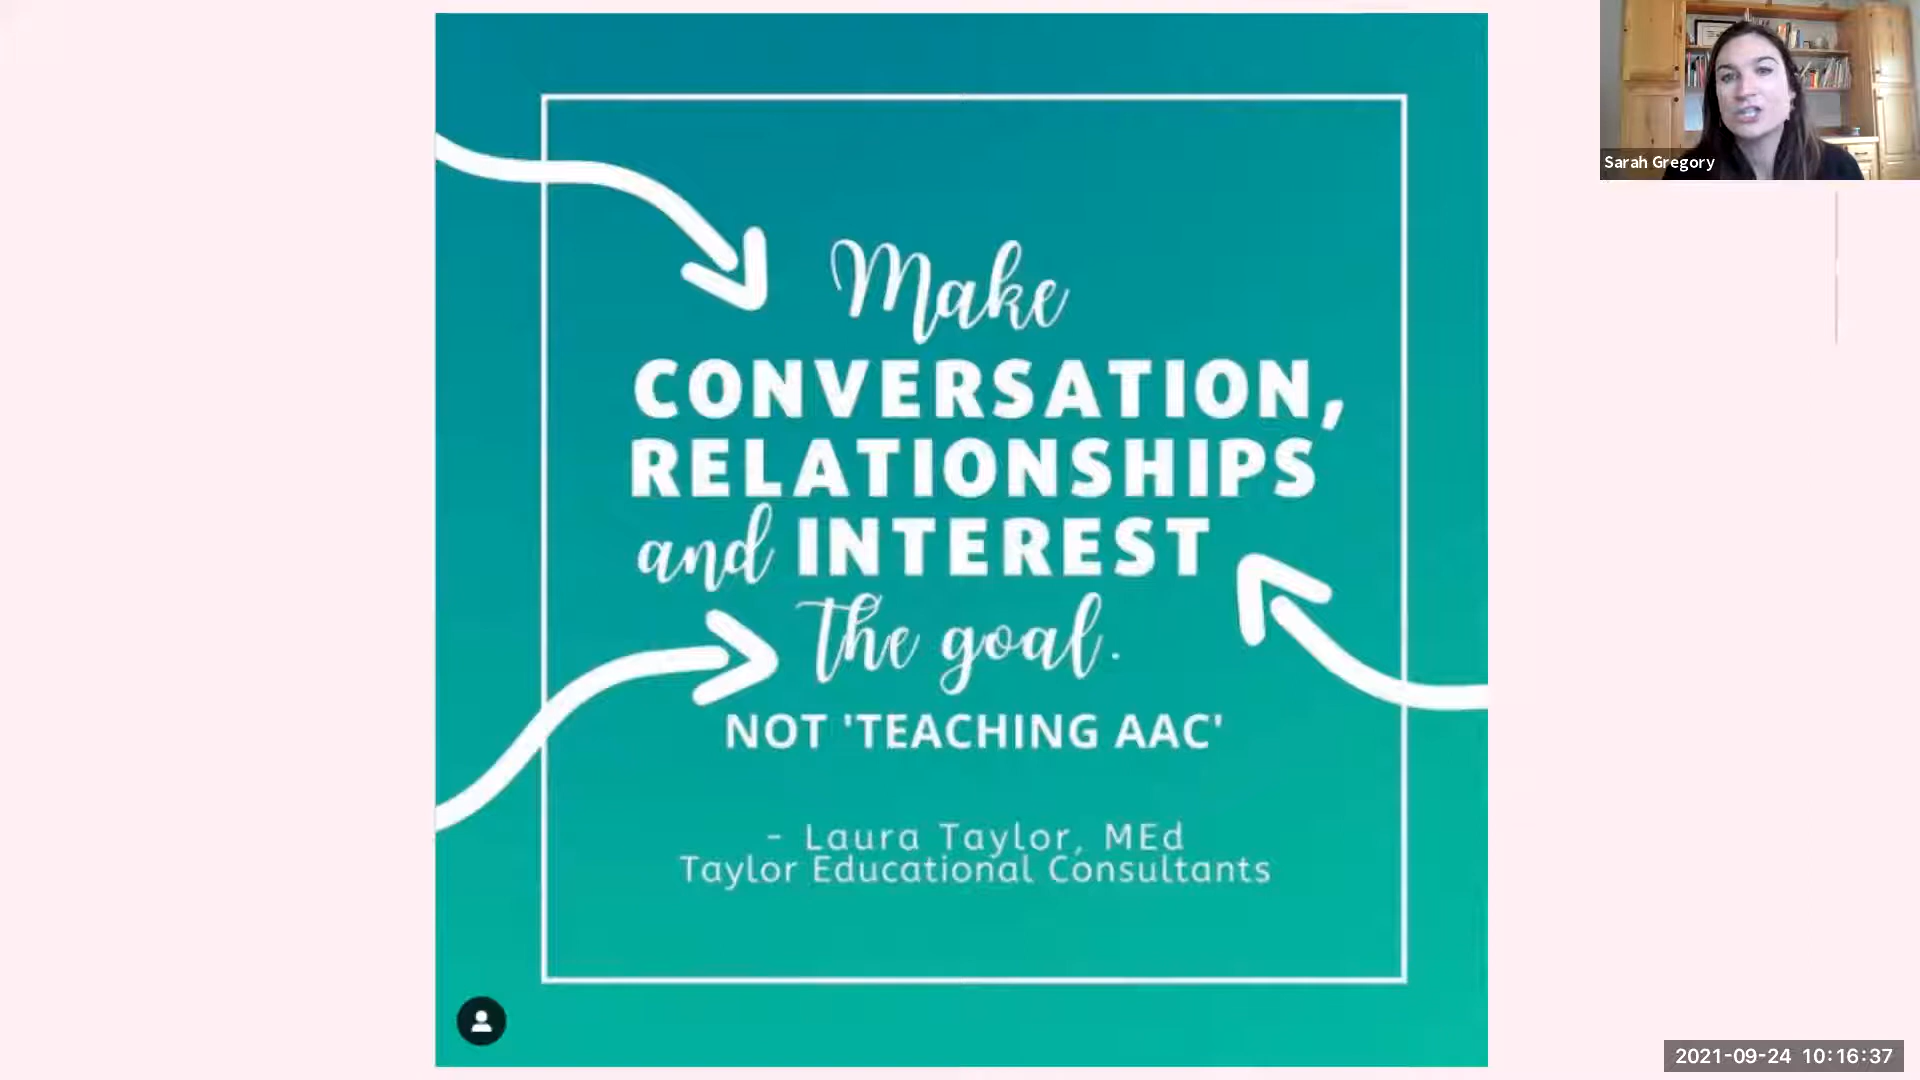 Make
CONVERSATION,
RELATIONSHIPS
and INTEREST
the goal.
NOT 'TEACHING AAC'
- Laura Taylor, MEd
Taylor Educational Consultants
Sarah Gregory
2021-09-24 10:16:37